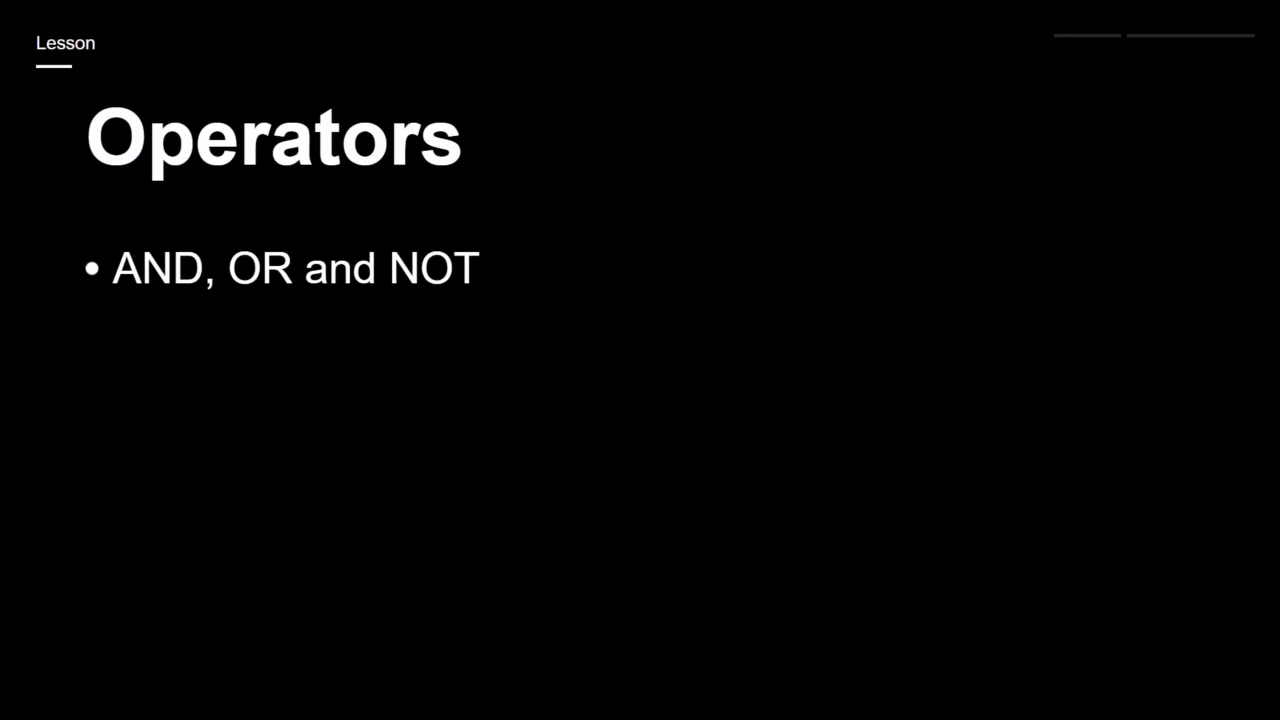 Lesson
Operators
• AND, OR and NOT